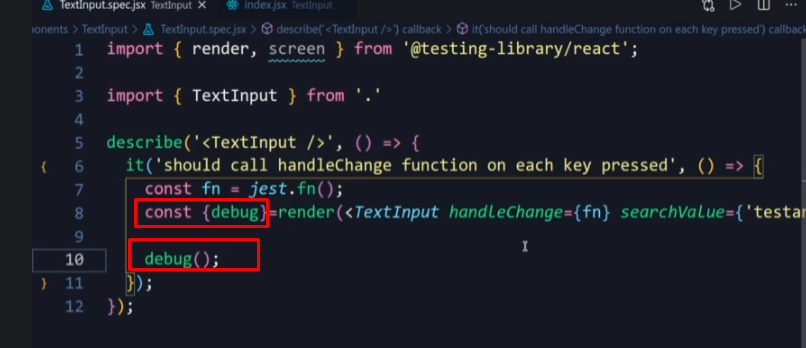 TextInput.spec.jsx TextInput ✕ index.jsx TextInput
TextInput > TextInput.spec.jsx > describe('<TextInput />') callback > it('should call handleChange function on each key pressed') callback
1 import { render, screen } from '@testing-library/react';
2
3 import { TextInput } from '.'
4
5 describe('<TextInput />', () => {
6 it('should call handleChange function on each key pressed', () => {
7 const fn = jest.fn();
8 const {debug}=render(<TextInput handleChange={fn} searchValue={'testan
9
10 debug();
11 });
12 });